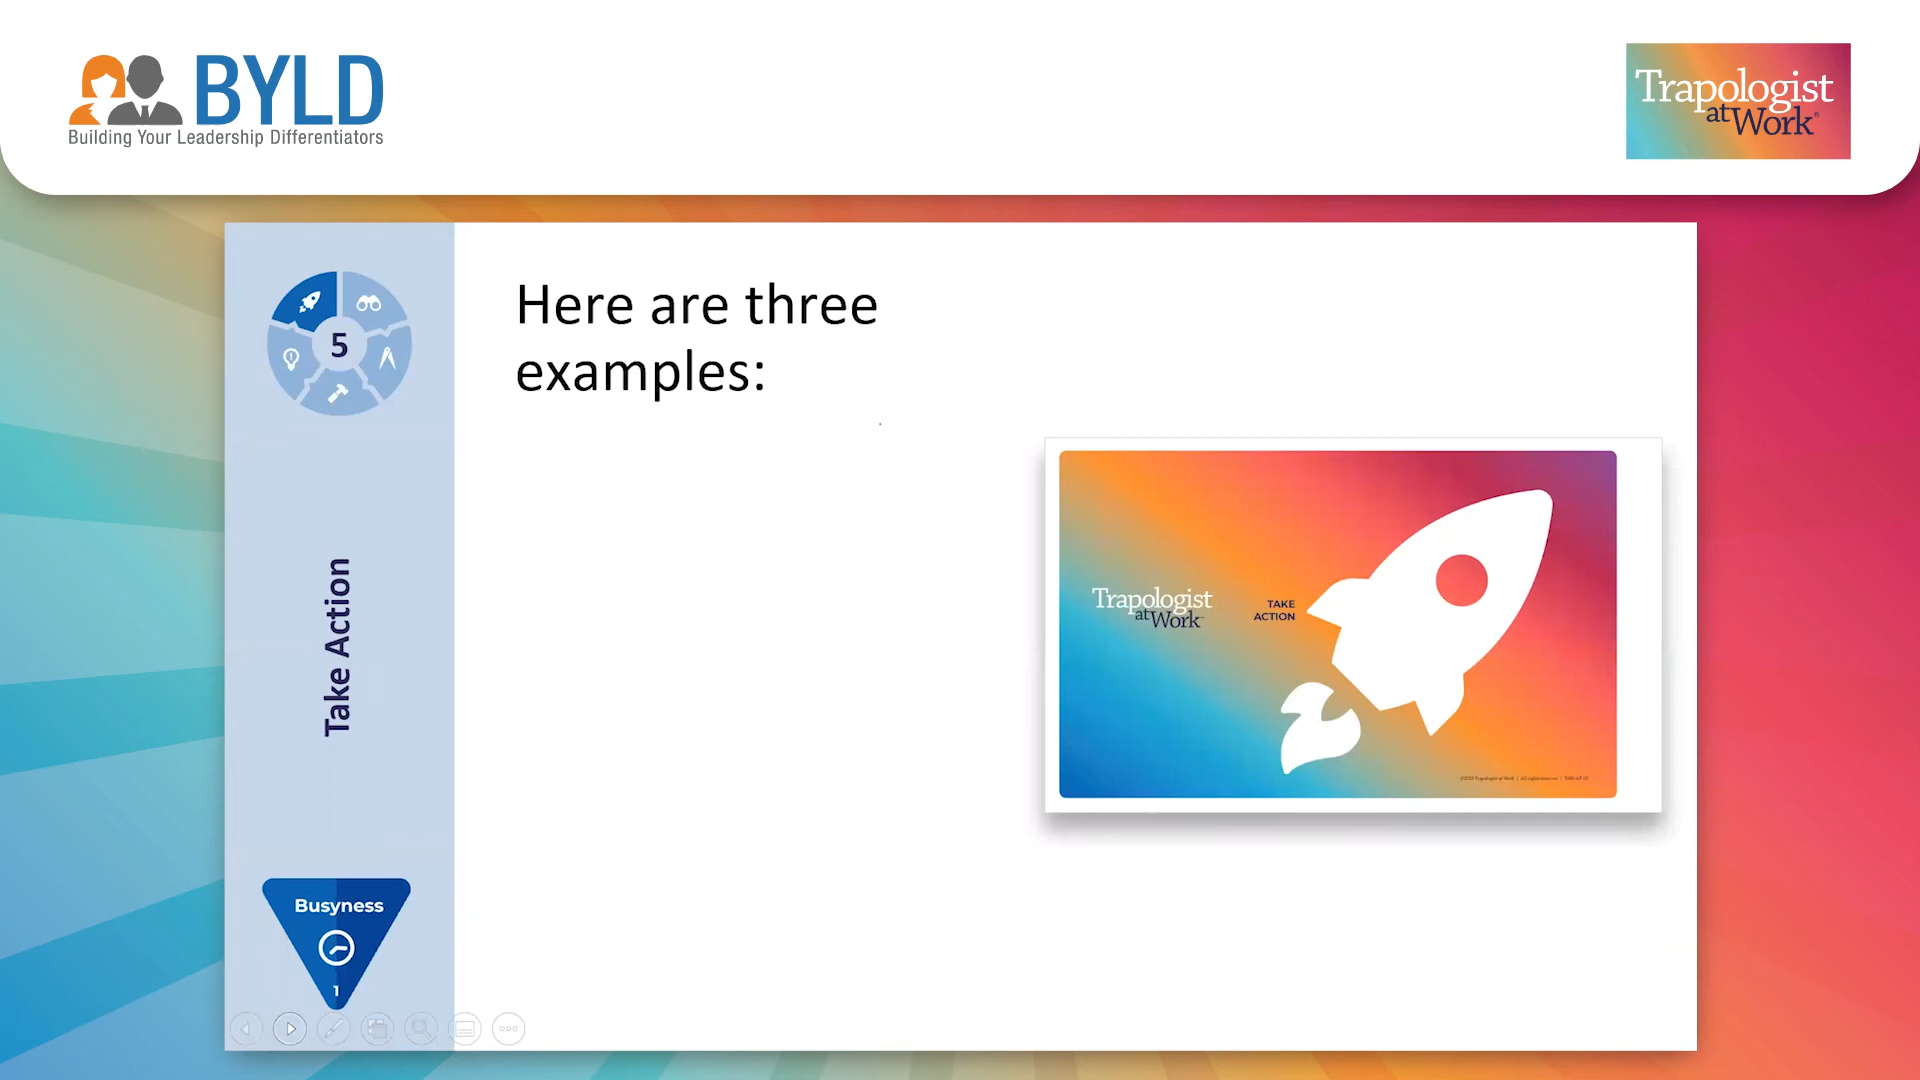 BYLD
Building Your Leadership Differentiators
Trapologist
at Work®
5
Here are three
examples:
Take Action
Trapologist
at Work
TAKE
ACTION
Busyness
1